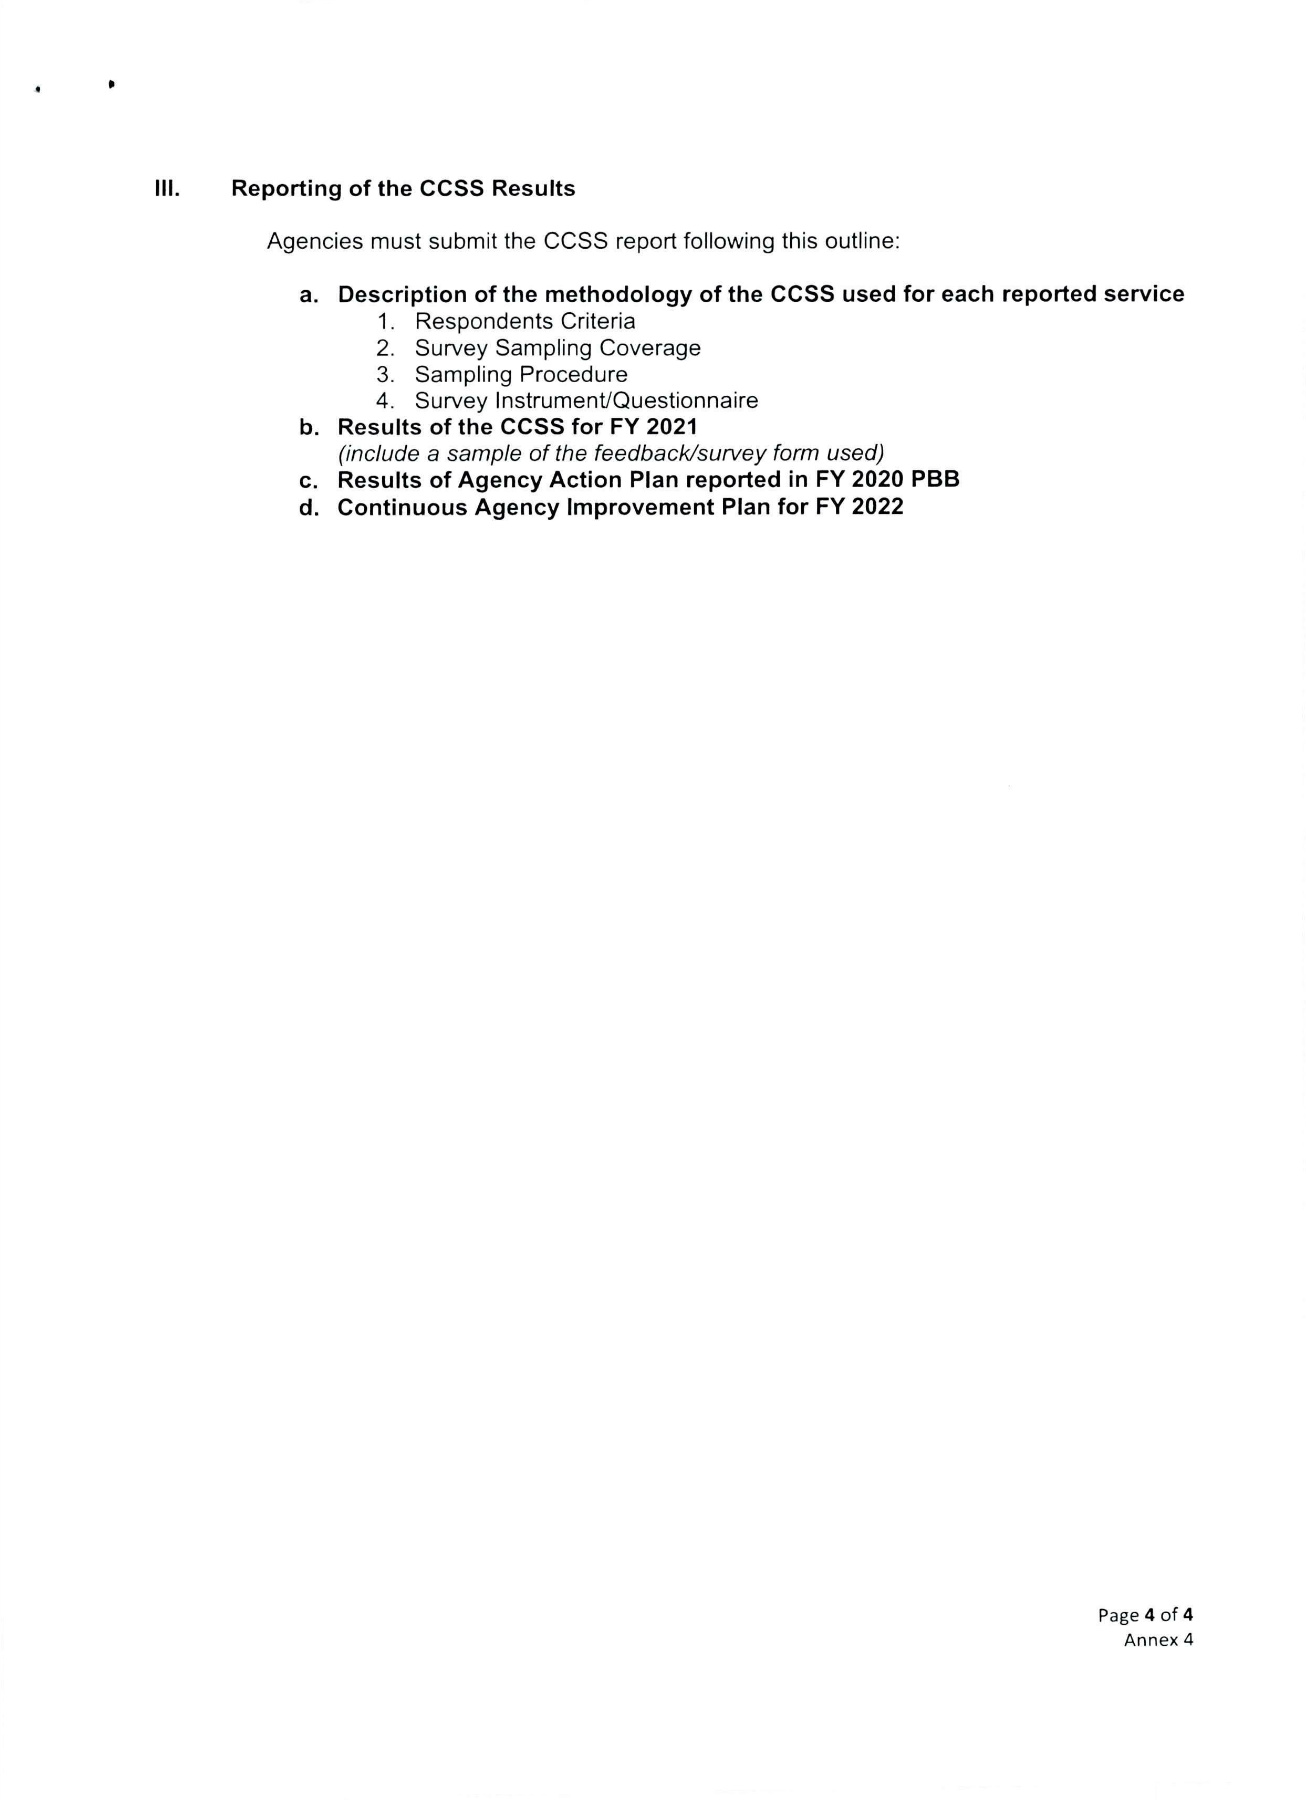 III. Reporting of the CCSS Results
Agencies must submit the CCSS report following this outline:
a. Description of the methodology of the CCSS used for each reported service
1. Respondents Criteria
2. Survey Sampling Coverage
3. Sampling Procedure
4. Survey Instrument/Questionnaire
b. Results of the CCSS for FY 2021
(include a sample of the feedback/survey form used)
c. Results of Agency Action Plan reported in FY 2020 PBB
d. Continuous Agency Improvement Plan for FY 2022
Page 4 of 4
Annex 4